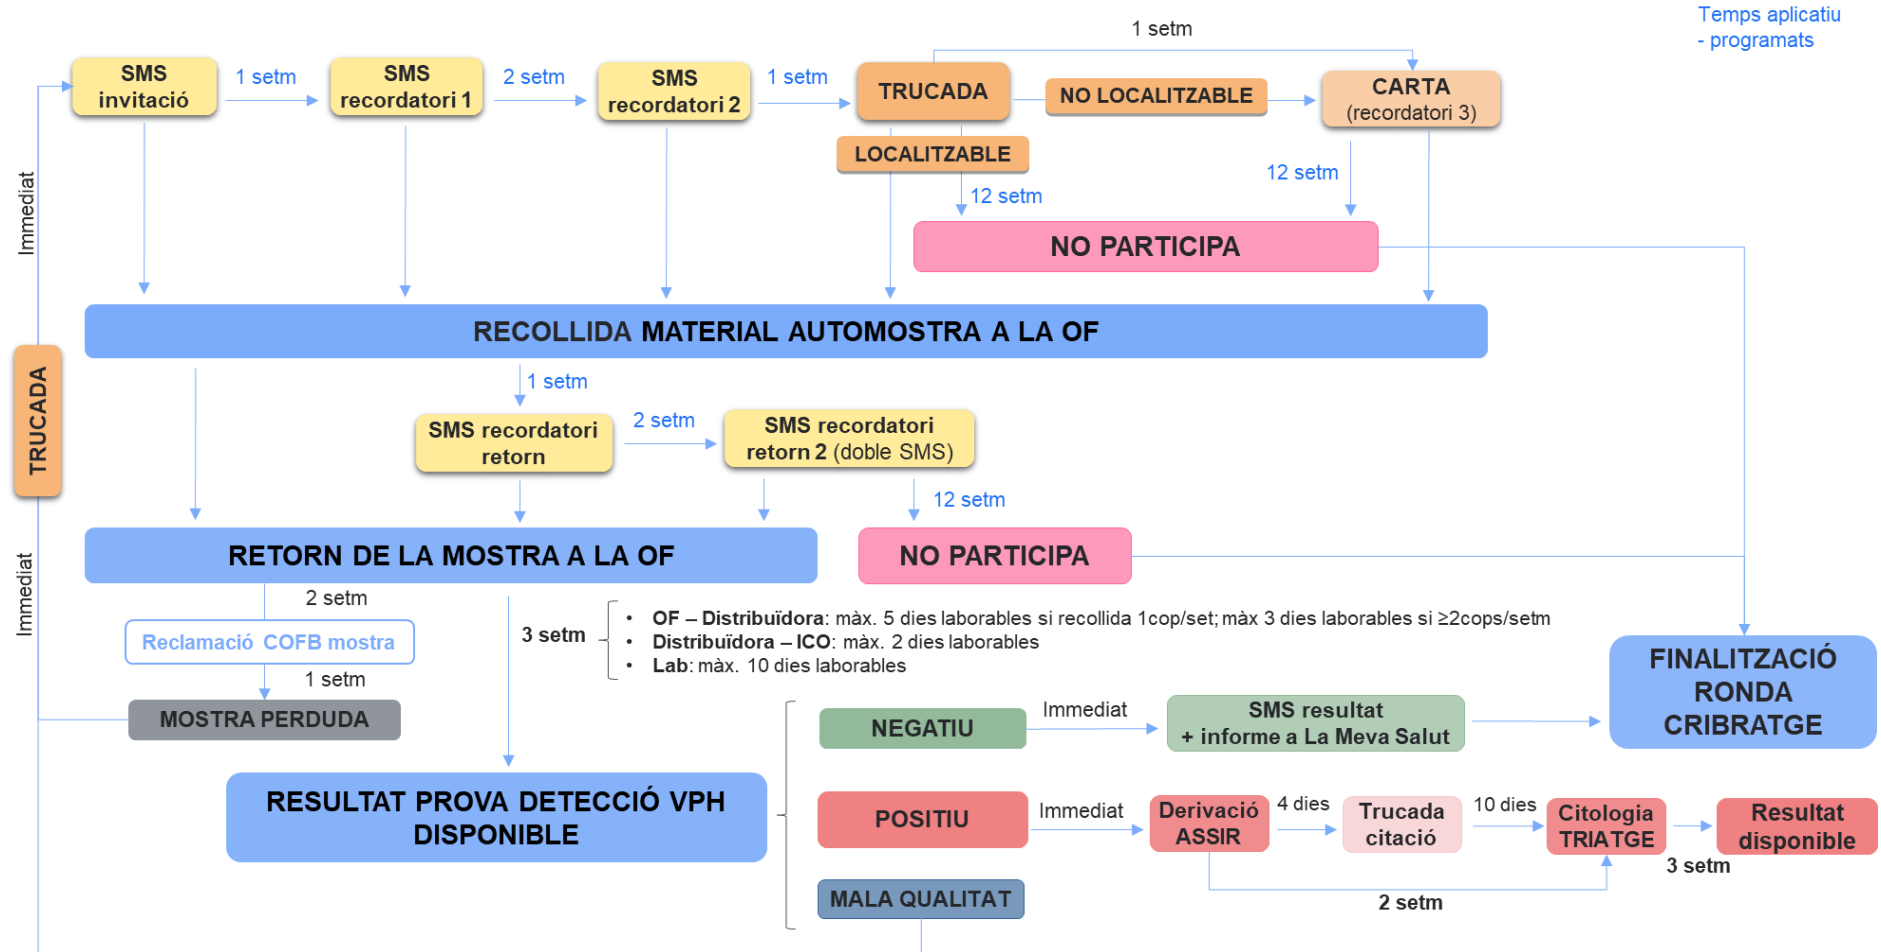 Temps aplicatiu
- programats
1 setm
SMS
invitació
1 setm
SMS
recordatori 1
2 setm
SMS
recordatori 2
1 setm
TRUCADA
NO LOCALITZABLE
CARTA
(recordatori 3)
LOCALITZABLE
12 setm
12 setm
Immediat
NO PARTICIPA
RECOLLIDA MATERIAL AUTOMOSTRA A LA OF
TRUCADA
1 setm
SMS recordatori
retorn
2 setm
SMS recordatori
retorn 2 (doble SMS)
12 setm
RETORN DE LA MOSTRA A LA OF
NO PARTICIPA
Immediat
2 setm
Reclamació COFB mostra
1 setm
MOSTRA PERDUDA
3 setm
• OF – Distribuïdora: màx. 5 dies laborables si recollida 1cop/set; màx 3 dies laborables si ≥2cops/setm
• Distribuïdora – ICO: màx. 2 dies laborables
• Lab: màx. 10 dies laborables
FINALITZACIÓ
RONDA
CRIBRATGE
RESULTAT PROVA DETECCIÓ VPH
DISPONIBLE
NEGATIU
Immediat
SMS resultat
+ informe a La Meva Salut
POSITIU
Immediat
Derivació
ASSIR
4 dies
Trucada
citació
10 dies
Citologia
TRIATGE
3 setm
Resultat
disponible
2 setm
MALA QUALITAT